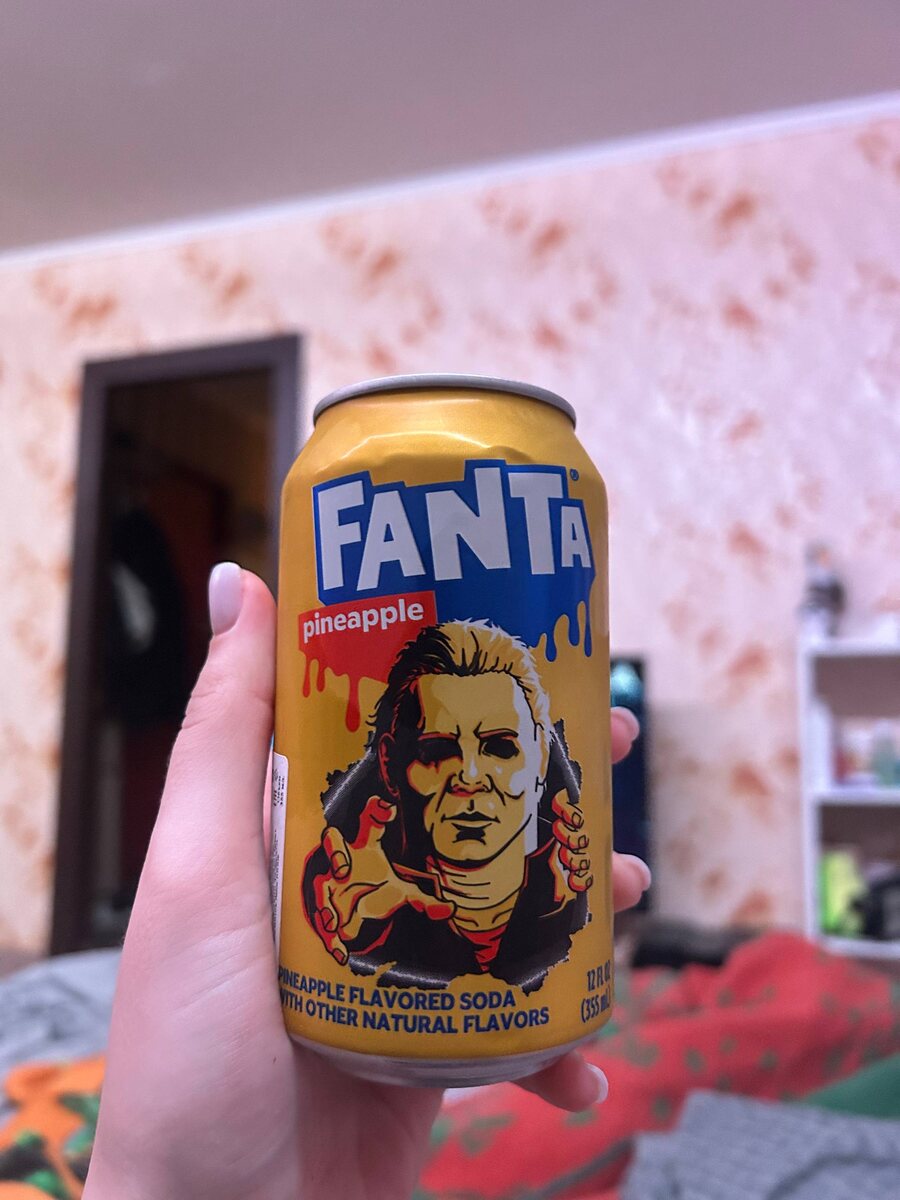 FANTA®
pineapple
PINEAPPLE FLAVORED SODA
WITH OTHER NATURAL FLAVORS
12 FL OZ
(355 mL)